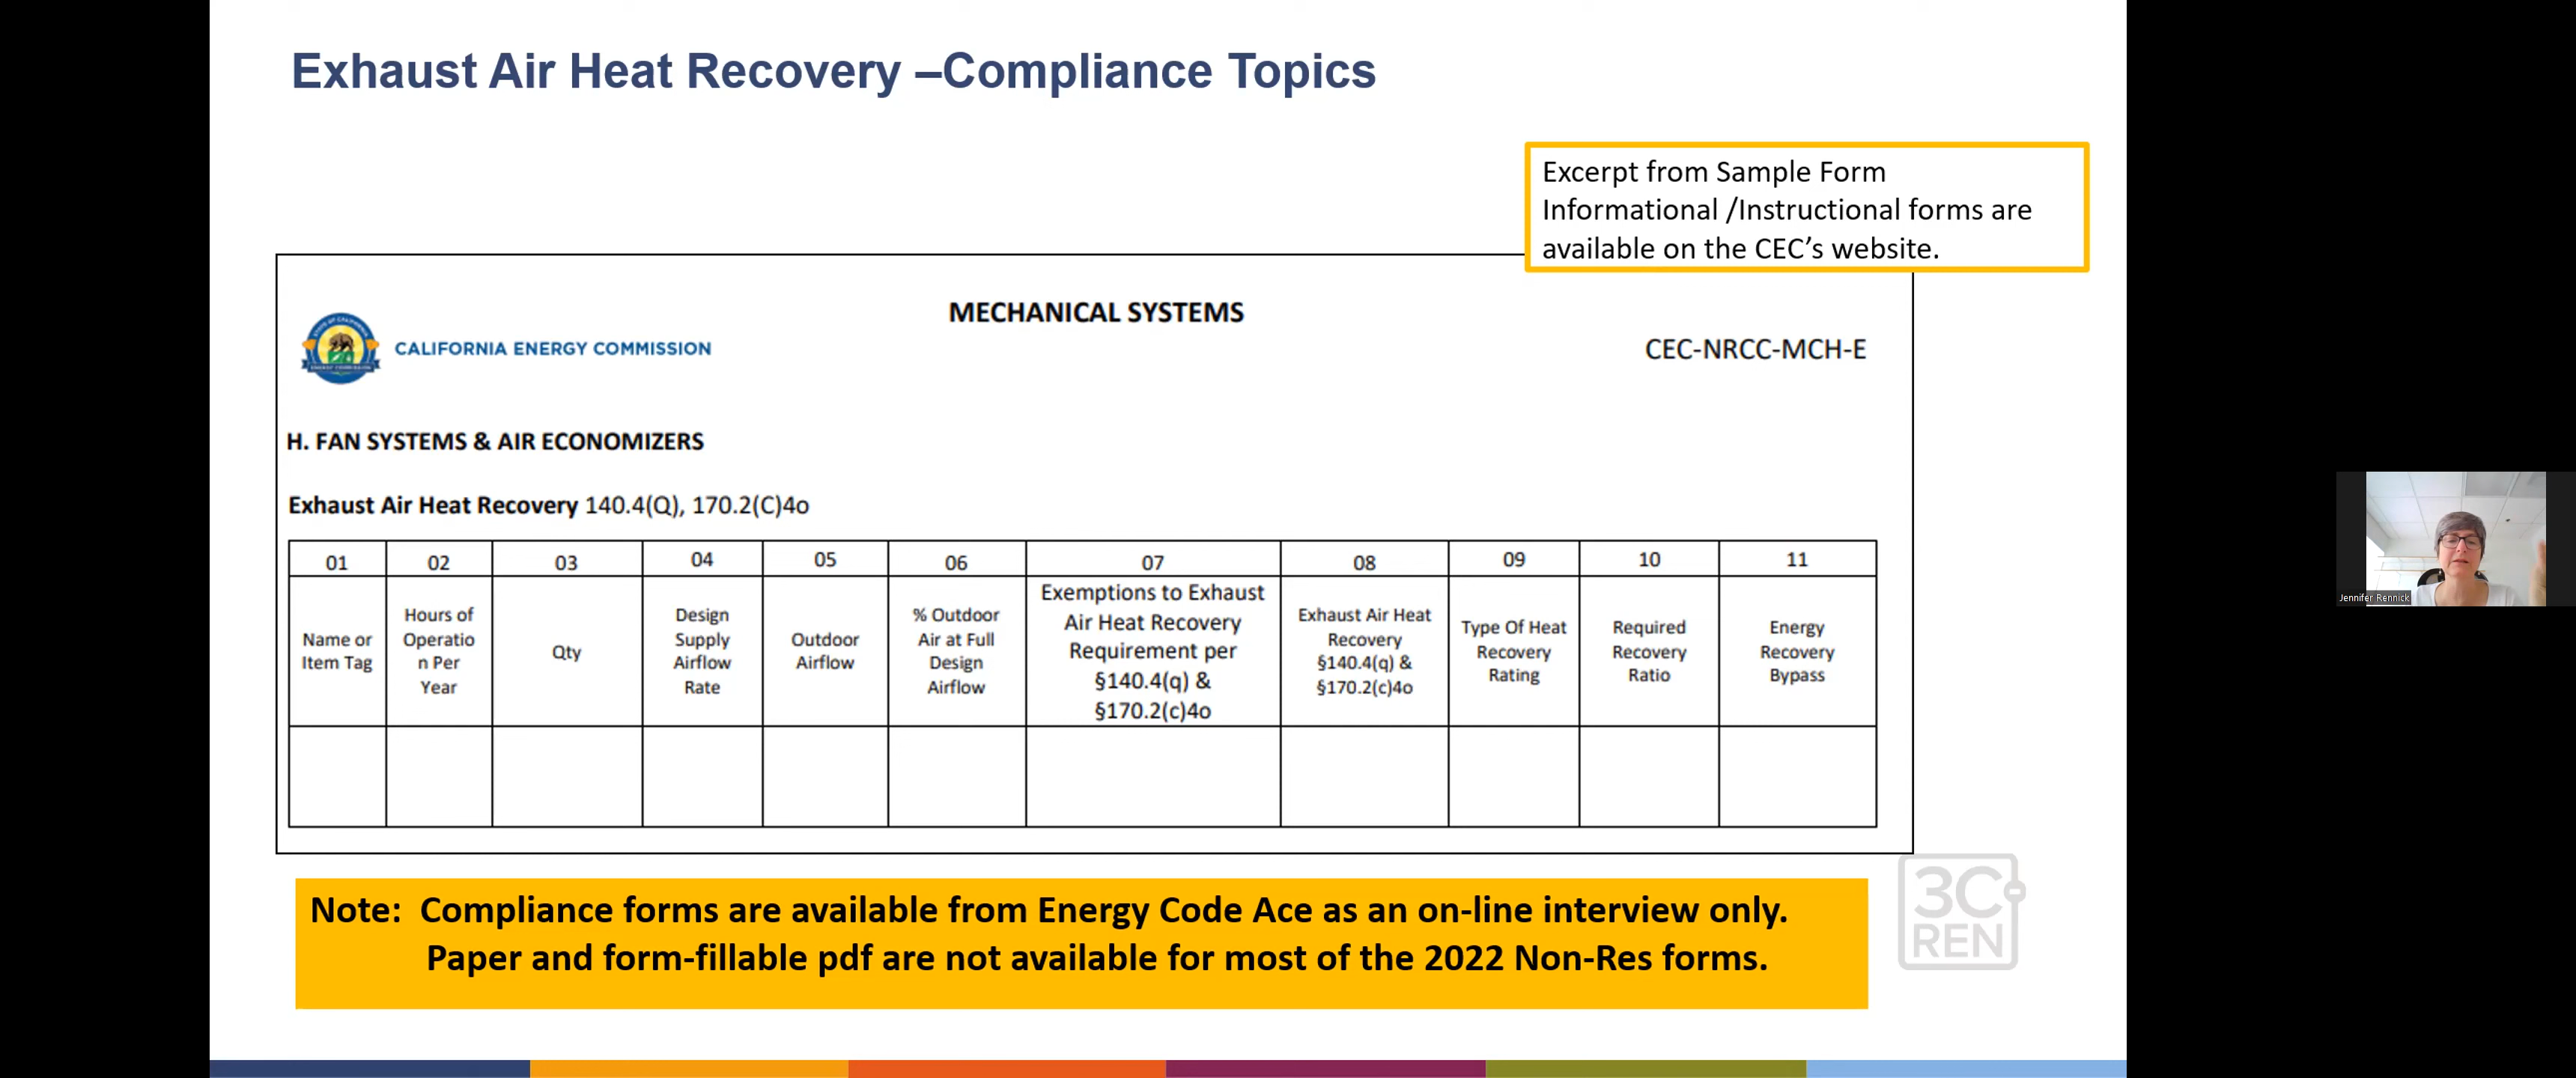 Exhaust Air Heat Recovery –Compliance Topics
Excerpt from Sample Form
Informational /Instructional forms are
available on the CEC’s website.
MECHANICAL SYSTEMS
CALIFORNIA ENERGY COMMISSION
CEC-NRCC-MCH-E
H. FAN SYSTEMS & AIR ECONOMIZERS
Exhaust Air Heat Recovery 140.4(Q), 170.2(C)4o
01 02 03 04 05 06 07 08 09 10 11
Name or
Item Tag
Hours of
Operatio
n Per
Year
Qty
Design
Supply
Airflow
Rate
Outdoor
Airflow
% Outdoor
Air at Full
Design
Airflow
Exemptions to Exhaust
Air Heat Recovery
Requirement per
§140.4(q) &
§170.2(c)4o
Exhaust Air Heat
Recovery
§140.4(q) &
§170.2(c)4o
Type Of Heat
Recovery
Rating
Required
Recovery
Ratio
Energy
Recovery
Bypass
Note: Compliance forms are available from Energy Code Ace as an on-line interview only.
Paper and form-fillable pdf are not available for most of the 2022 Non-Res forms.
3C
REN
Jennifer Rennick